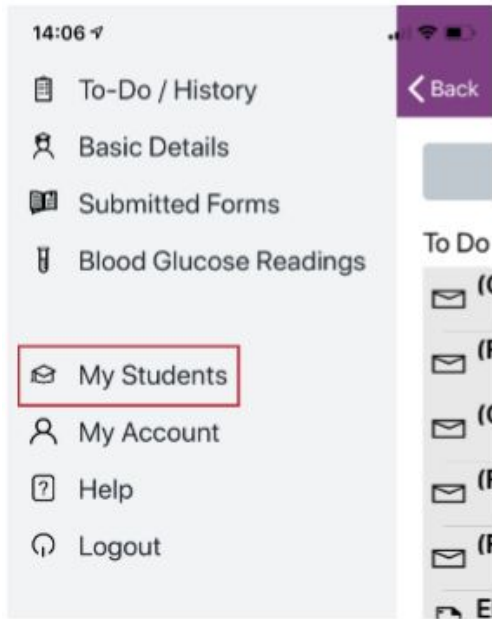 14:06
To-Do / History
Basic Details
Submitted Forms
Blood Glucose Readings
My Students
My Account
? Help
Logout
Back
To Do